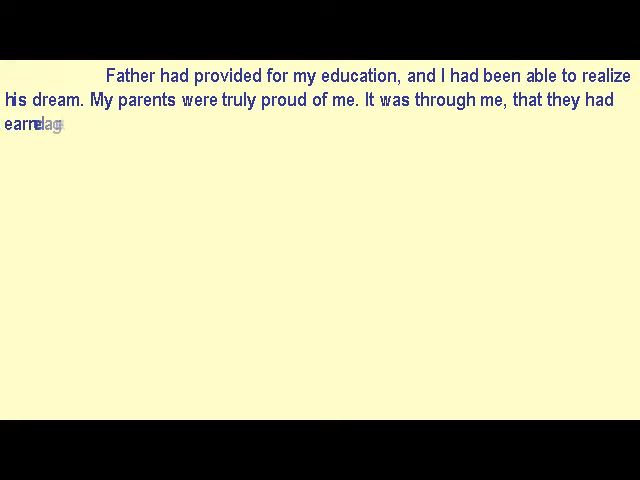 Father had provided for my education, and I had been able to realize
his dream. My parents were truly proud of me. It was through me, that they had